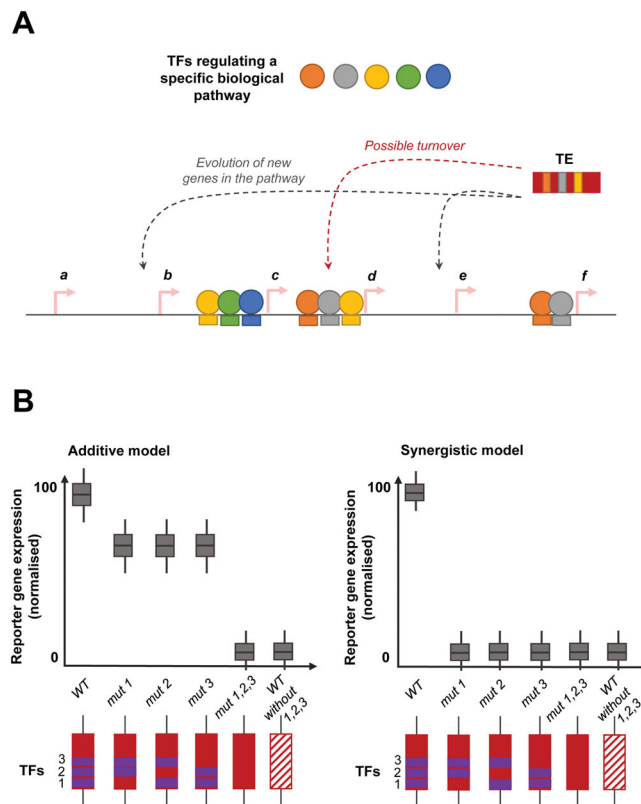 A
TFs regulating a
specific biological
pathway
Possible turnover
TE
Evolution of new
genes in the pathway
a
b
c
d
e
f
B
Additive model
Reporter gene expression
(normalised)
100
0
WT
mut 1
mut 2
mut 3
mut 1,2,3
WT
without
1,2,3
TFs
3
2
1
Synergistic model
Reporter gene expression
(normalised)
100
0
WT
mut 1
mut 2
mut 3
mut 1,2,3
WT
without
1,2,3
TFs
3
2
1